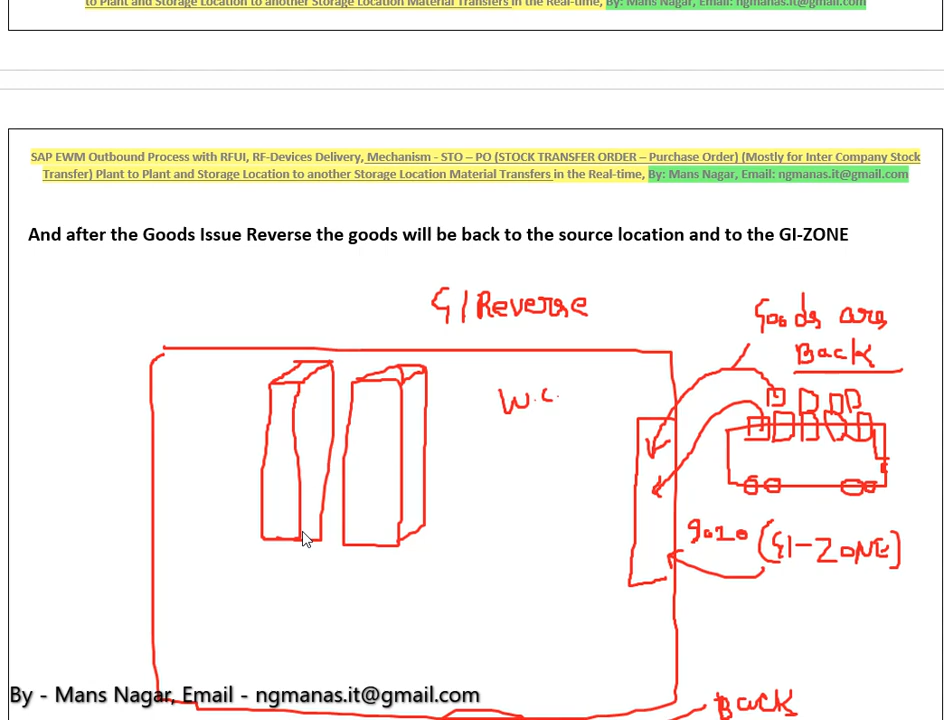 to Plant and Storage Location to another Storage Location Material Transfers in the Real-time, By: Mans Nagar, Email: ngmanas.it@gmail.com
SAP EWM Outbound Process with RFUI, RF-Devices Delivery, Mechanism - STO – PO (STOCK TRANSFER ORDER – Purchase Order) (Mostly for Inter Company Stock
Transfer) Plant to Plant and Storage Location to another Storage Location Material Transfers in the Real-time, By: Mans Nagar, Email: ngmanas.it@gmail.com
And after the Goods Issue Reverse the goods will be back to the source location and to the GI-ZONE
GI Reverse
Goods are
Back
W.C.
9020 (GI-ZONE)
By - Mans Nagar, Email - ngmanas.it@gmail.com
Back